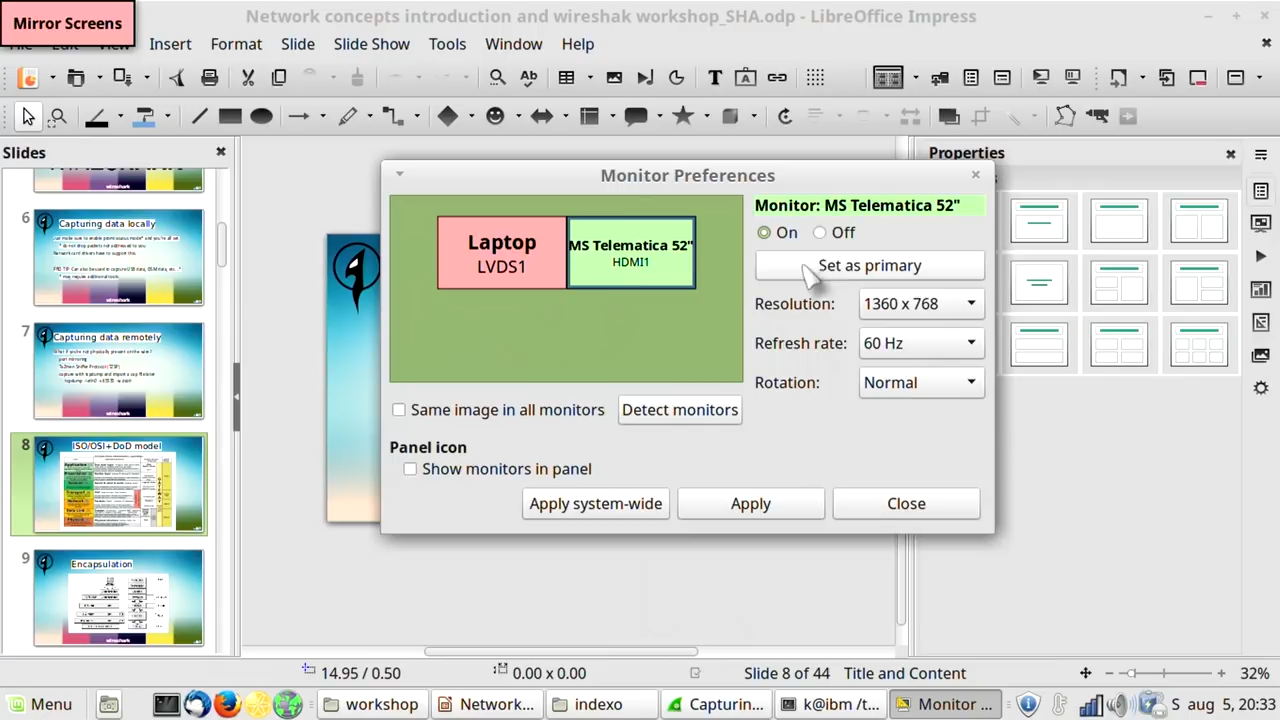 Mirror Screens
Network concepts introduction and wireshak workshop_SHA.odp - LibreOffice Impress
File Edit View Insert Format Slide Slide Show Tools Window Help
Slides
6
Capturing data locally
7
Capturing data remotely
8
ISO/OSI+DoD model
9
Encapsulation
wireshark
Monitor Preferences
Laptop
LVDS1
MS Telematica 52"
HDMI1
Monitor: MS Telematica 52"
On Off
Set as primary
Resolution: 1360 x 768
Refresh rate: 60 Hz
Rotation: Normal
Same image in all monitors
Detect monitors
Panel icon
Show monitors in panel
Apply system-wide Apply Close
Properties
14.95 / 0.50 0.00 x 0.00 Slide 8 of 44 Title and Content 32%
Menu workshop Network... indexo Capturin... k@ibm /t... Monitor ... S aug 5, 20:33